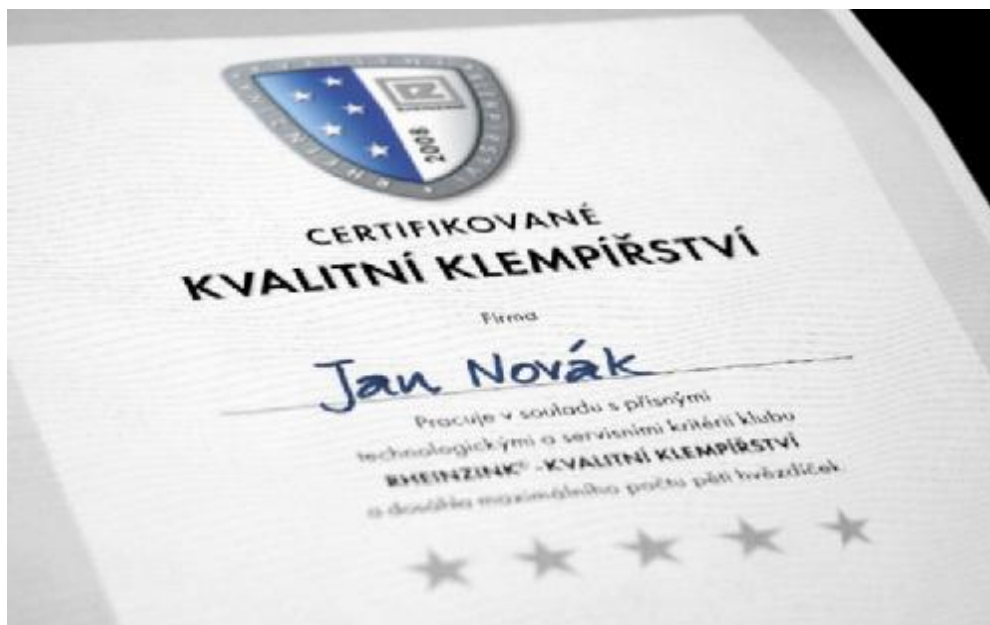 2008
CERTIFIKOVANÉ
KVALITNÍ KLEMPÍŘSTVÍ
Firma
Jan Novák
Pracuje v souladu s přísnými
technologickými a servisními kritérii klubu
RHEINZINK® - KVALITNÍ KLEMPÍŘSTVÍ
a dosáhla maximálního počtu pěti hvězdiček